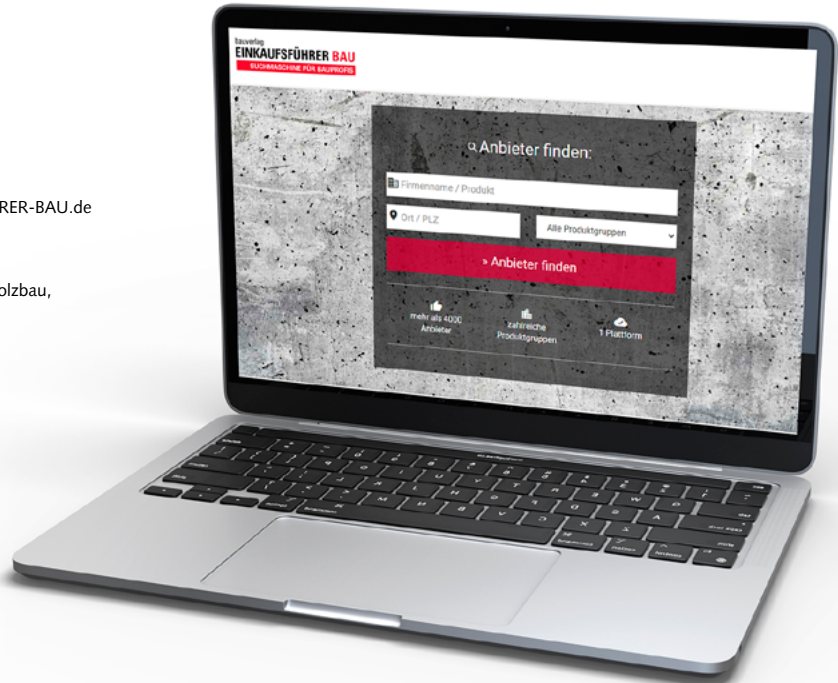 bauverlag
EINKAUFSFÜHRER BAU
SUCHMASCHINE FÜR BAUPROFIS
Anbieter finden:
Firmenname / Produkt
RER-BAU.de
Ort / PLZ
Alle Produktgruppen
» Anbieter finden
olzbau,
mehr als 4000
Anbieter
zahlreiche
Produktgruppen
1 Plattform